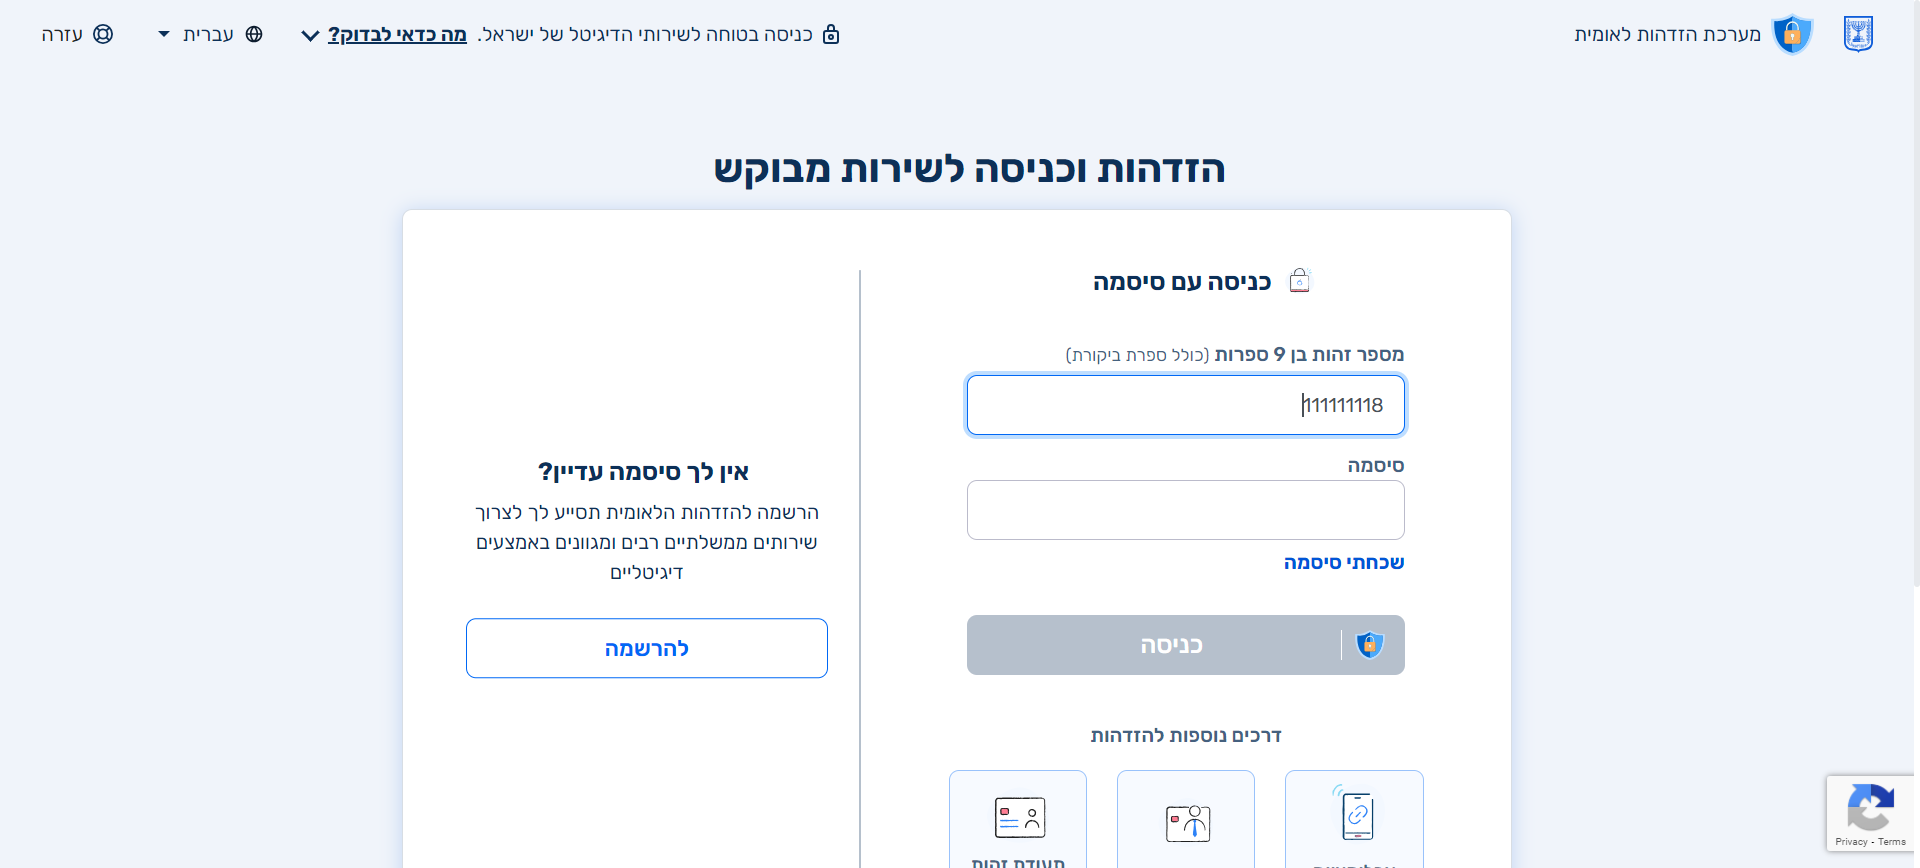 מערכת הזדהות לאומית
כניסה בטוחה לשירותי הדיגיטל של ישראל. מה כדאי לבדוק?
עברית
עזרה
הזדהות וכניסה לשירות מבוקש
כניסה עם סיסמה
מספר זהות בן 9 ספרות (כולל ספרת ביקורת)
111111118
סיסמה
שכחתי סיסמה
כניסה
דרכים נוספות להזדהות
תעודת זהות
אין לך סיסמה עדיין?
הרשמה להזדהות הלאומית תסייע לך לצרוך
שירותים ממשלתיים רבים ומגוונים באמצעים
דיגיטליים
להרשמה
Privacy - Terms